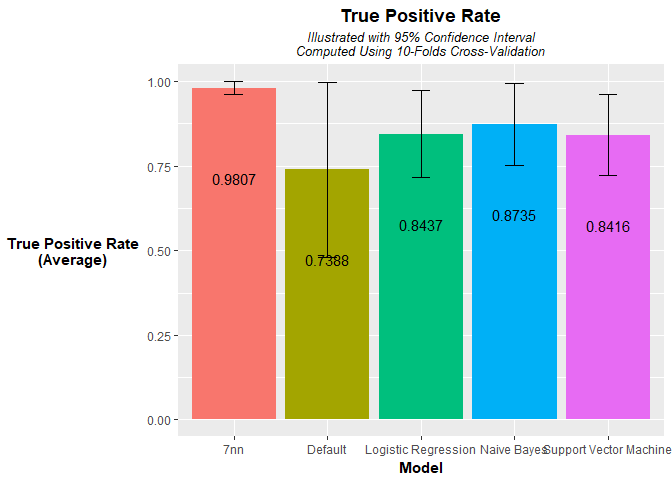 True Positive Rate
Illustrated with 95% Confidence Interval
Computed Using 10-Folds Cross-Validation
True Positive Rate
(Average)
1.00
0.75
0.50
0.25
0.00
0.9807
0.7388
0.8437
0.8735
0.8416
7nn
Default
Logistic Regression
Naive Bayes
Support Vector Machine
Model